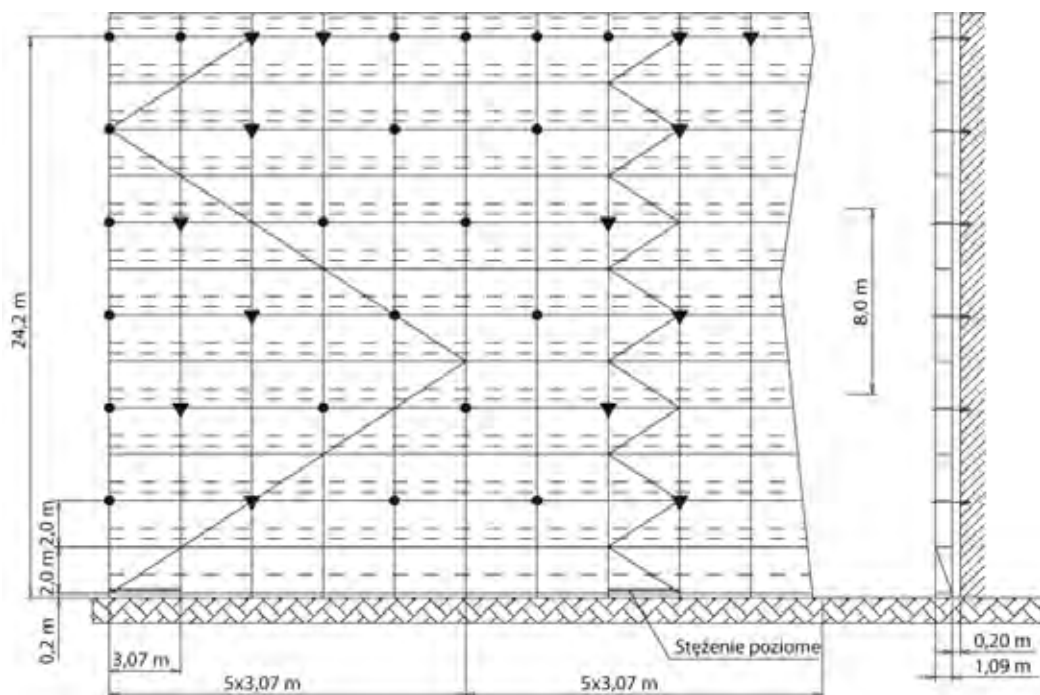 24,2 m
8,0 m
2,0 m
2,0 m
0,2 m
3,07 m
5x3,07 m
5x3,07 m
Stężenie poziome
0,20 m
1,09 m